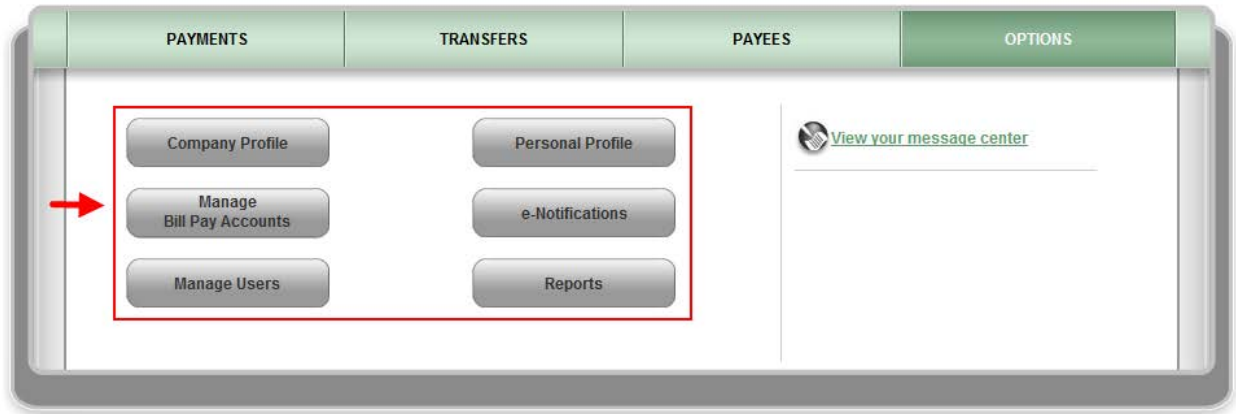 PAYMENTS
TRANSFERS
PAYEES
OPTIONS
Company Profile
Personal Profile
View your message center
Manage
Bill Pay Accounts
e-Notifications
Manage Users
Reports